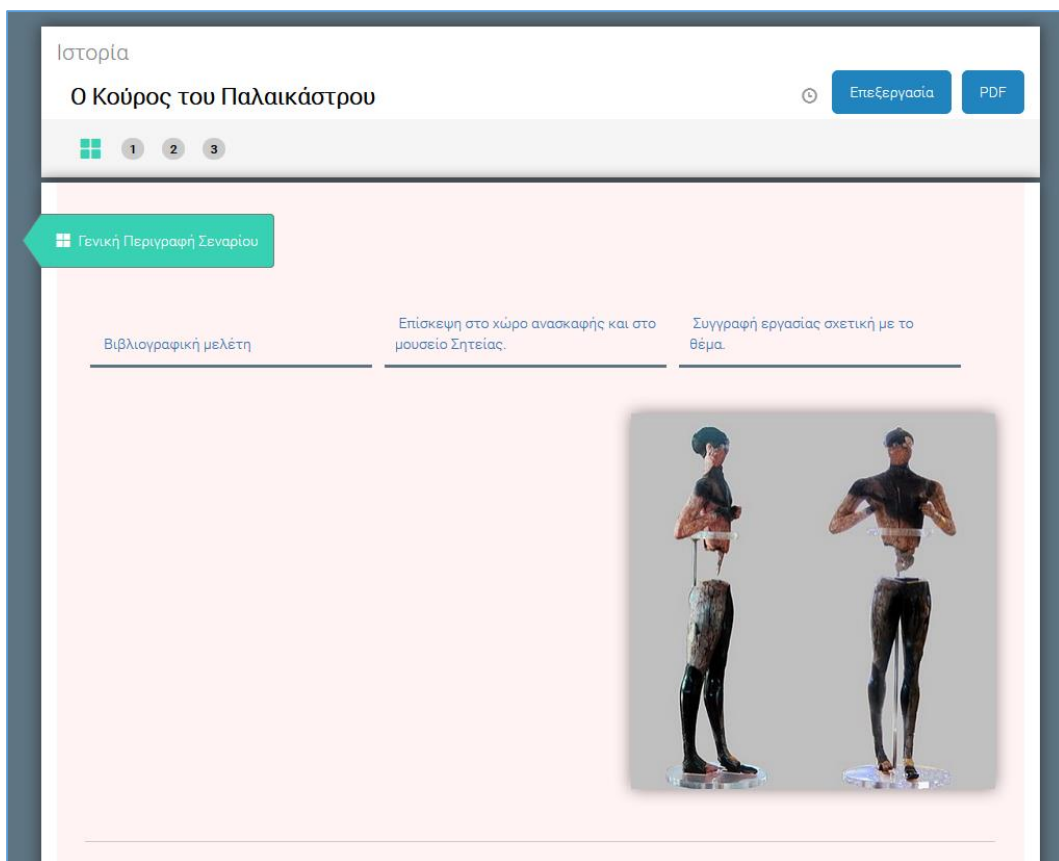 Ιστορία
Ο Κούρος του Παλαικάστρου
Επεξεργασία
PDF
1 2 3
Γενική Περιγραφή Σεναρίου
Βιβλιογραφική μελέτη
Επίσκεψη στο χώρο ανασκαφής και στο
μουσείο Σητείας.
Συγγραφή εργασίας σχετική με το
θέμα.